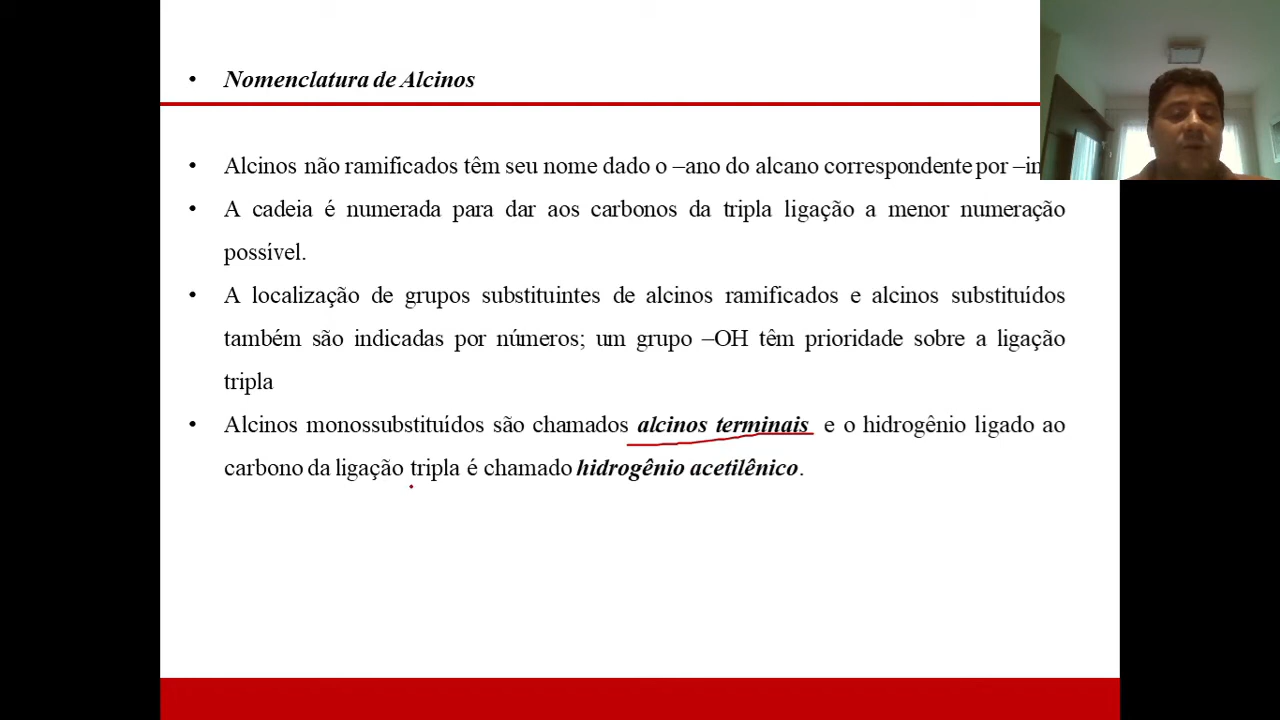 • Nomenclatura de Alcinos
• Alcinos não ramificados têm seu nome dado o –ano do alcano correspondente por
• A cadeia é numerada para dar aos carbonos da tripla ligação a menor numeração
possível.
• A localização de grupos substituintes de alcinos ramificados e alcinos substituídos
também são indicadas por números; um grupo –OH têm prioridade sobre a ligação
tripla
• Alcinos monossubstituídos são chamados alcinos terminais e o hidrogênio ligado ao
carbono da ligação tripla é chamado hidrogênio acetilênico.